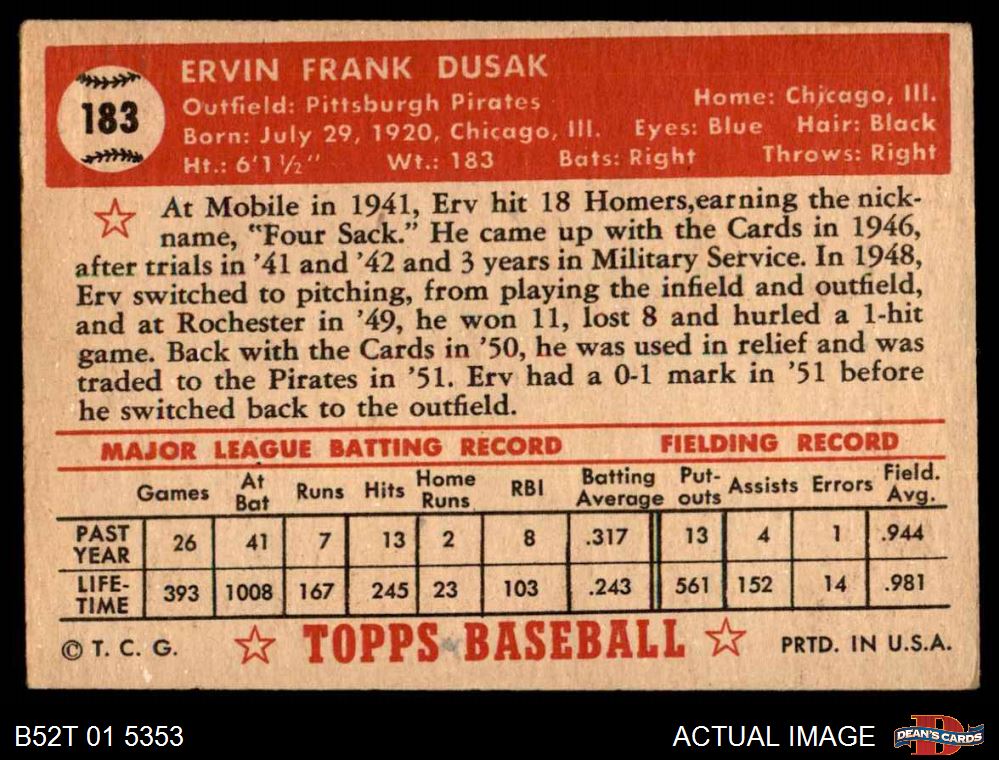 ERVIN FRANK DUSAK
183
Outfield: Pittsburgh Pirates Home: Chicago, Ill.
Born: July 29, 1920, Chicago, Ill. Eyes: Blue Hair: Black
Ht.: 6'1½" Wt.: 183 Bats: Right Throws: Right
At Mobile in 1941, Erv hit 18 Homers,earning the nick-
name, "Four Sack." He came up with the Cards in 1946,
after trials in '41 and '42 and 3 years in Military Service. In 1948,
Erv switched to pitching, from playing the infield and outfield,
and at Rochester in '49, he won 11, lost 8 and hurled a 1-hit
game. Back with the Cards in '50, he was used in relief and was
traded to the Pirates in '51. Erv had a 0-1 mark in '51 before
he switched back to the outfield.
MAJOR LEAGUE BATTING RECORD FIELDING RECORD
Games At Bat Runs Hits Home Runs RBI Batting Average Put-outs Assists Errors Field. Avg.
PAST YEAR 26 41 7 13 2 8 .317 13 4 1 .944
LIFE-TIME 393 1008 167 245 23 103 .243 561 152 14 .981
© T. C. G. TOPPS BASEBALL PRTD. IN U.S.A.
B52T 01 5353 ACTUAL IMAGE DEAN'S CARDS